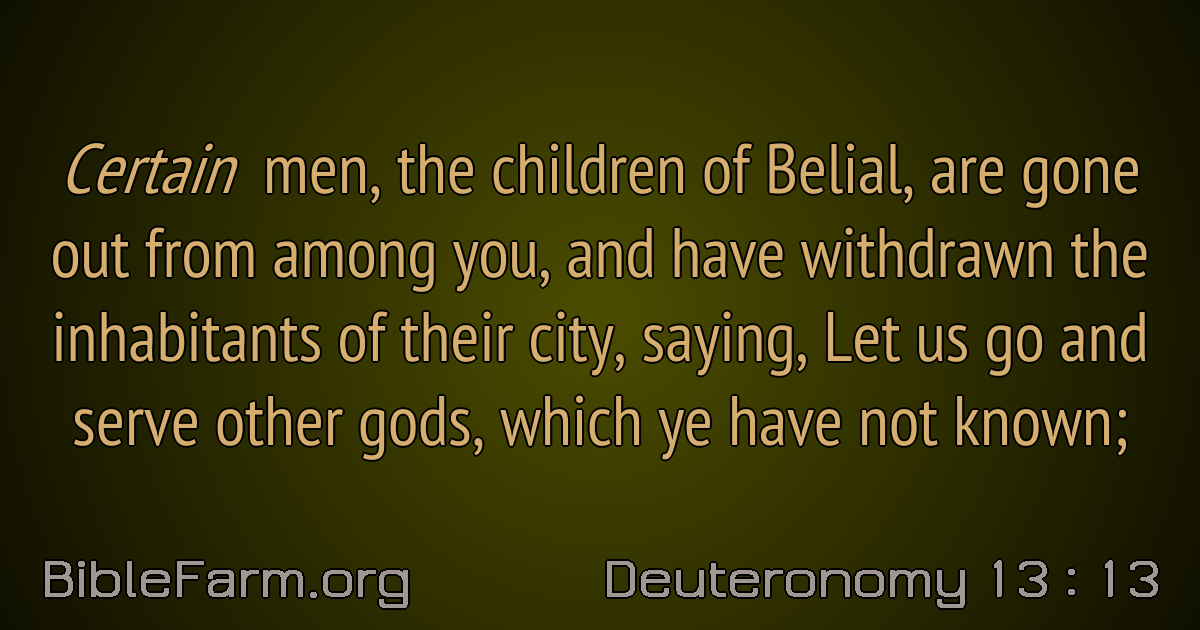 Certain men, the children of Belial, are gone
out from among you, and have withdrawn the
inhabitants of their city, saying, Let us go and
serve other gods, which ye have not known;
BibleFarm.org
Deuteronomy 13 : 13